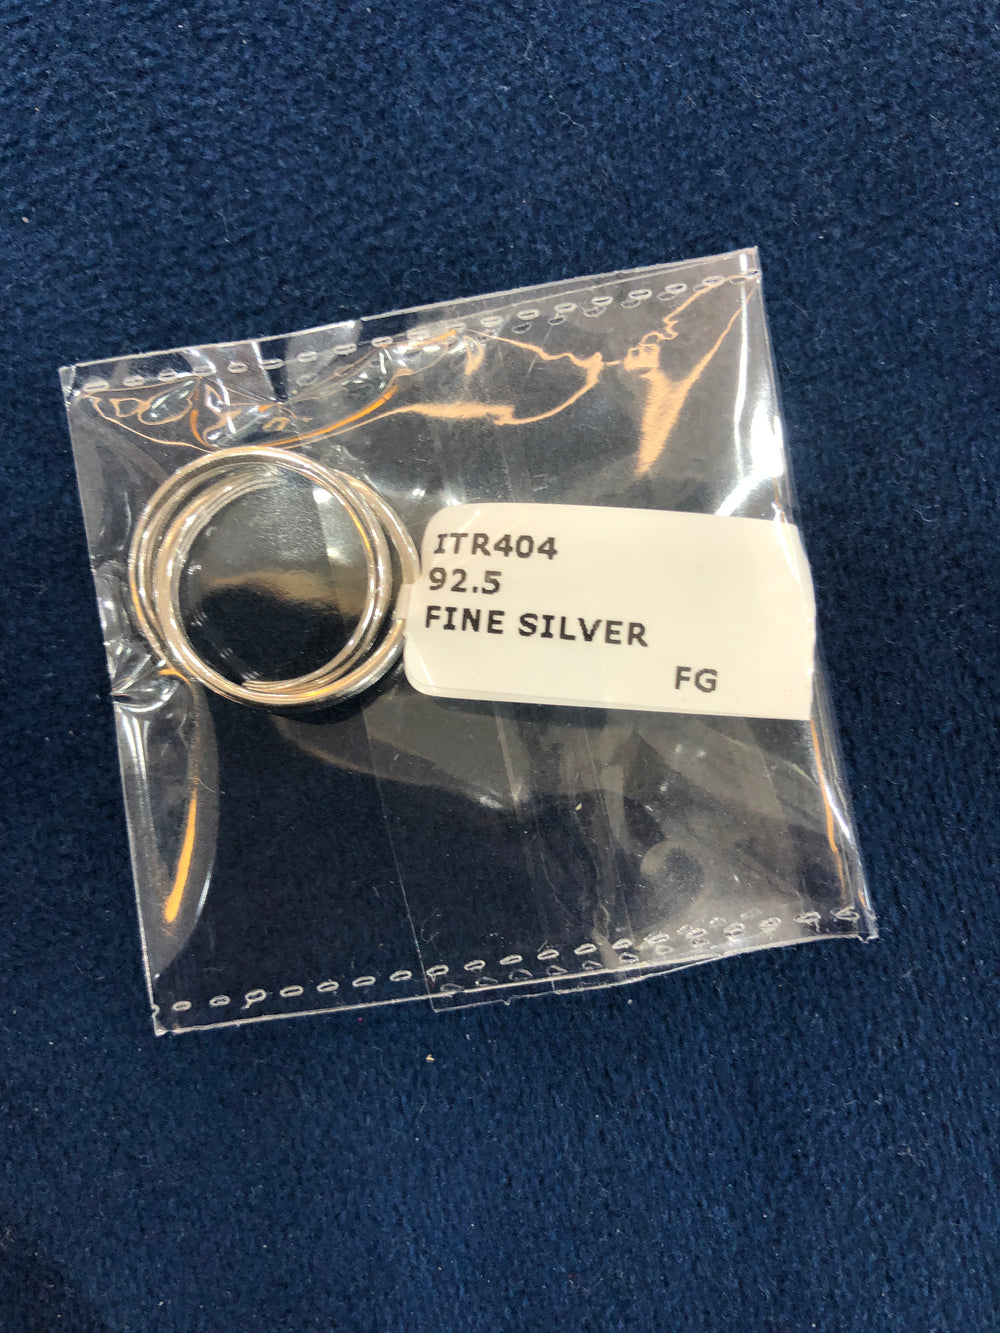 ITR404
92.5
FINE SILVER
FG